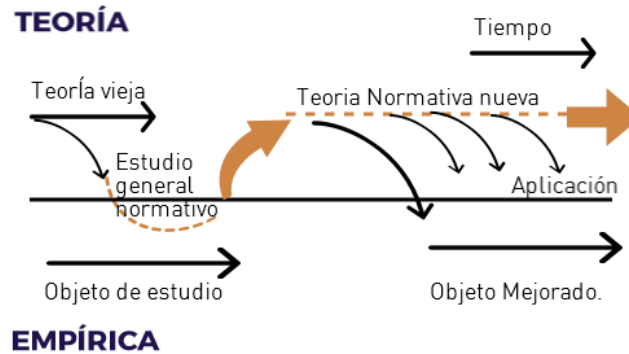 TEORÍA
Tiempo
Teoría vieja
Teoria Normativa nueva
Estudio
general
normativo
Aplicación
Objeto de estudio
Objeto Mejorado.
EMPÍRICA